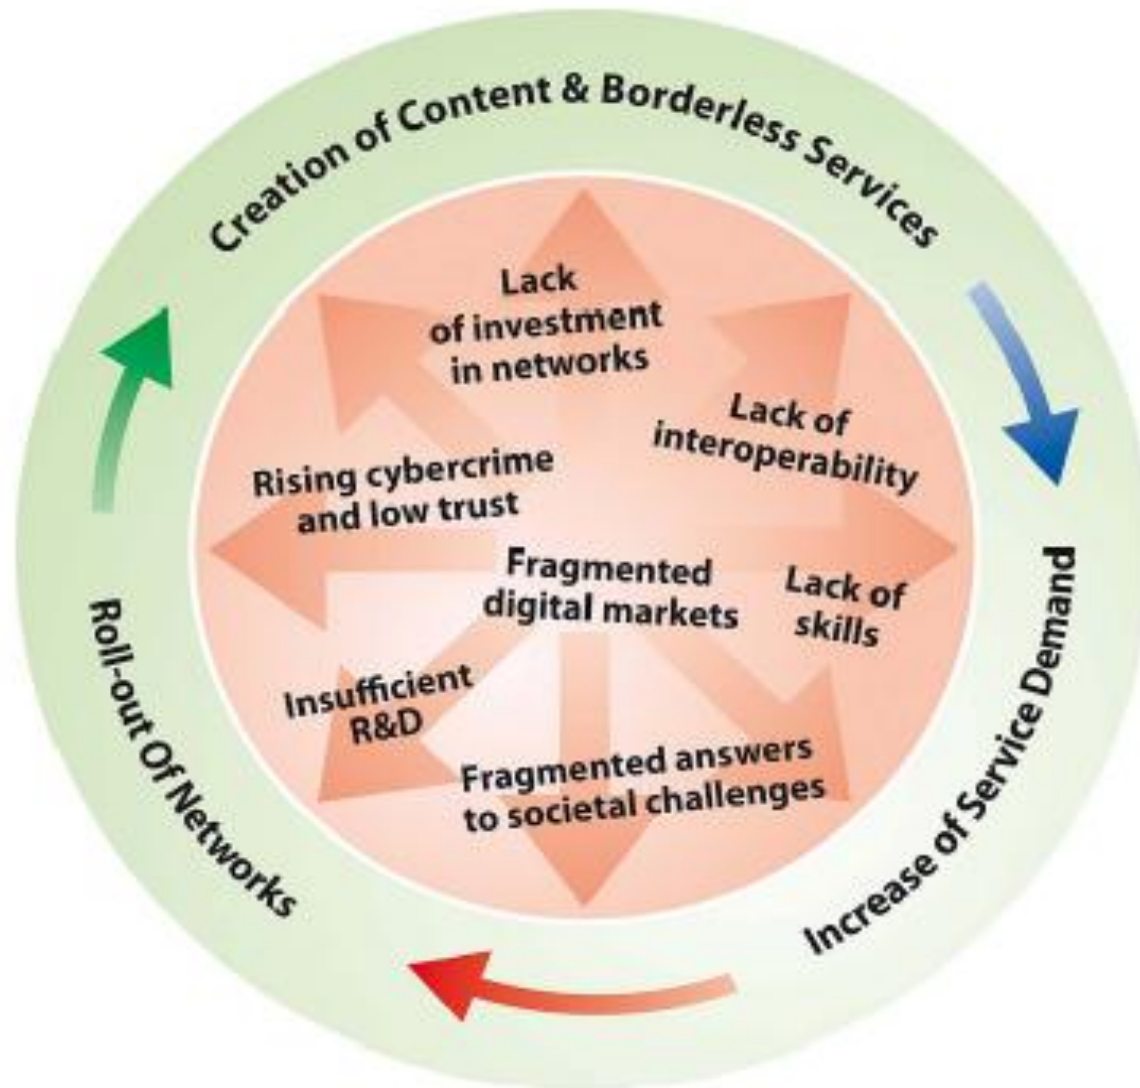 Creation of Content & Borderless Services
Lack
of investment
in networks
Lack of
interoperability
Rising cybercrime
and low trust
Fragmented
digital markets
Lack of
skills
Insufficient
R&D
Fragmented answers
to societal challenges
Increase of Service Demand
Roll-out Of Networks